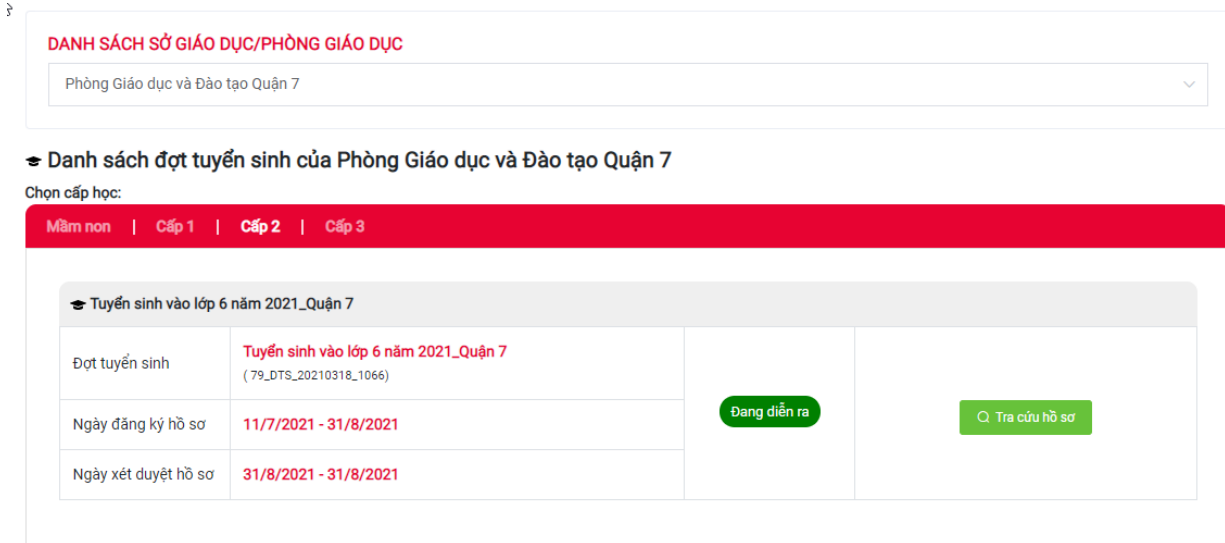 DANH SÁCH SỞ GIÁO DỤC/PHÒNG GIÁO DỤC
Phòng Giáo dục và Đào tạo Quận 7
Danh sách đợt tuyển sinh của Phòng Giáo dục và Đào tạo Quận 7
Chọn cấp học:
Mầm non | Cấp 1 | Cấp 2 | Cấp 3
Tuyển sinh vào lớp 6 năm 2021_Quận 7
Đợt tuyển sinh
Tuyển sinh vào lớp 6 năm 2021_Quận 7
( 79_DTS_20210318_1066)
Ngày đăng ký hồ sơ
11/7/2021 - 31/8/2021
Ngày xét duyệt hồ sơ
31/8/2021 - 31/8/2021
Đang diễn ra
Tra cứu hồ sơ